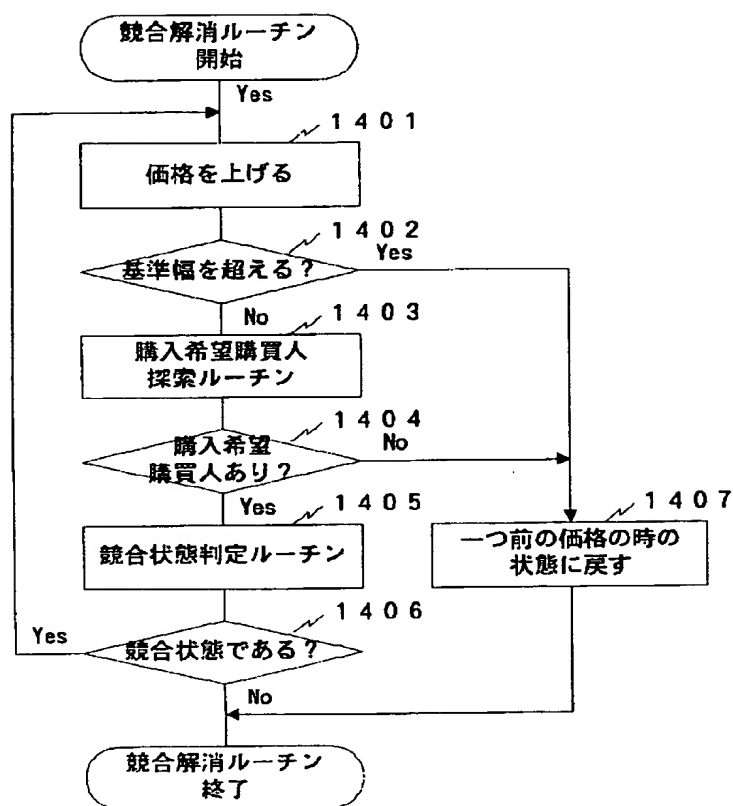 競合解消ルーチン
開始
Yes
1401
価格を上げる
1402
基準幅を超える？
Yes
No
1403
購入希望購買人
探索ルーチン
1404
購入希望
購買人あり？
No
Yes
1405
競合状態判定ルーチン
1407
一つ前の価格の時の
状態に戻す
1406
Yes
競合状態である？
No
競合解消ルーチン
終了